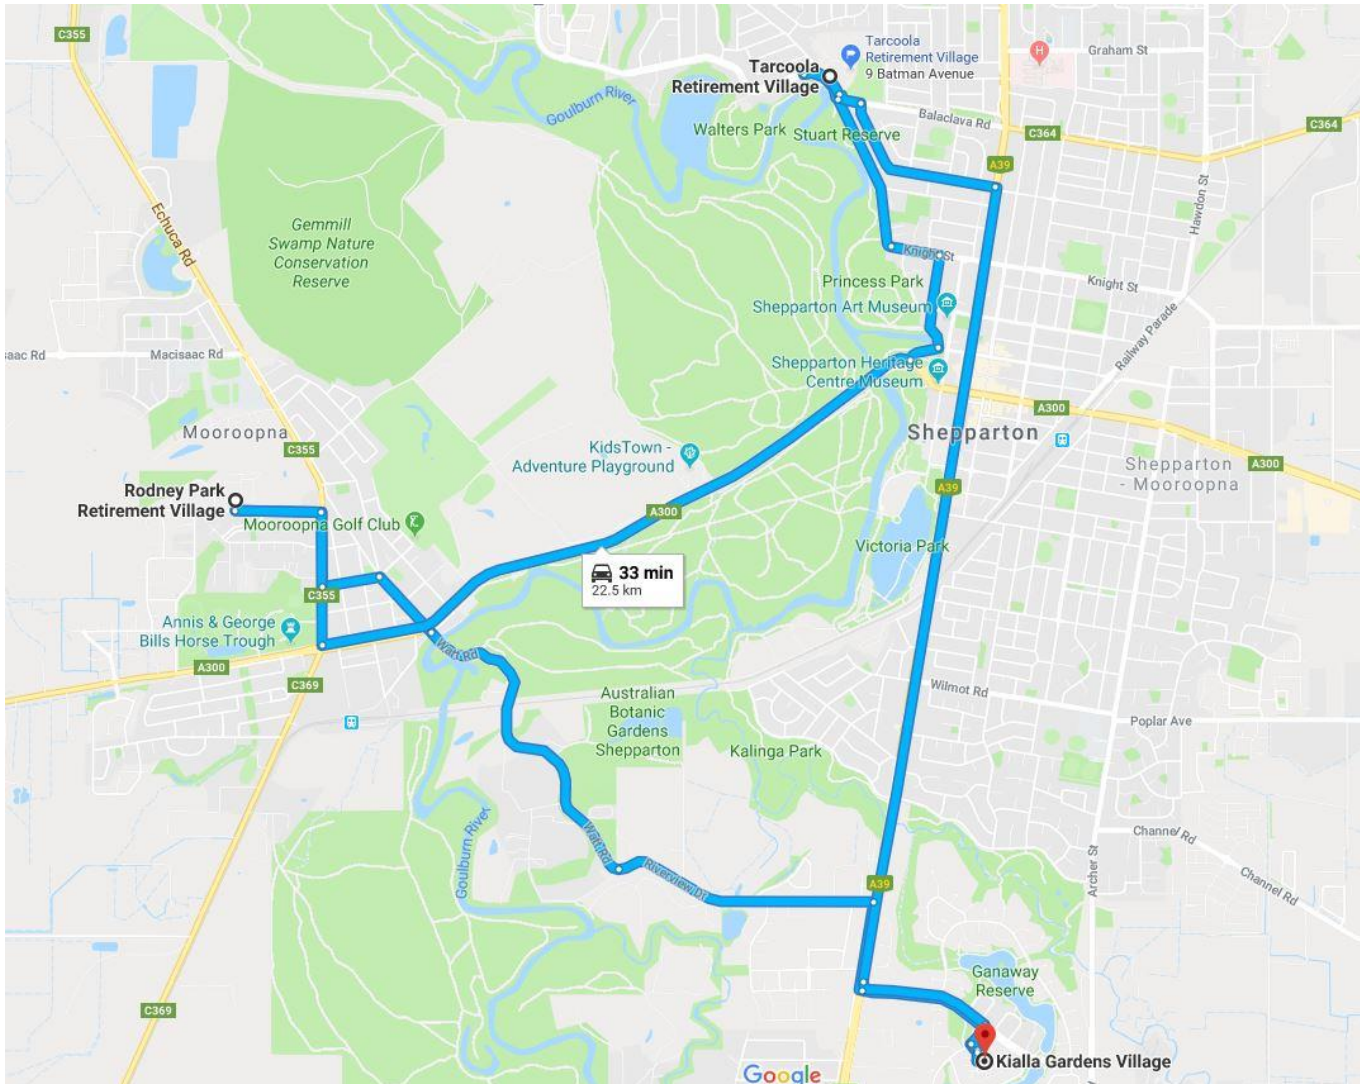 C355
Graham St
H
Tarcoola
Retirement Village
9 Batman Avenue
Tarcoola
Retirement Village
Goulburn River
Walters Park
Stuart Reserve
Balaclava Rd
C364
C364
A39
Hawdon St
Echuca Rd
Gemmill
Swamp Nature
Conservation
Reserve
Knight St
Knight St
Princess Park
Shepparton Art Museum
Railway Parade
saac Rd
Macisaac Rd
Shepparton Heritage
Centre Museum
A300
Mooroopna
C355
Shepparton
KidsTown -
Adventure Playground
Shepparton
- Mooroopna
A300
Rodney Park
Retirement Village
A39
A300
Mooroopna Golf Club
Victoria Park
33 min
22.5 km
C355
Annis & George
Bills Horse Trough
Watt Rd
A300
C369
Wilmot Rd
Australian
Botanic
Gardens
Shepparton
Poplar Ave
Kalinga Park
Goulburn River
Watt Rd
Channel Rd
Riverview Dr
Archer St
A39
Channel Rd
Ganaway
Reserve
C369
Kialla Gardens Village
Google